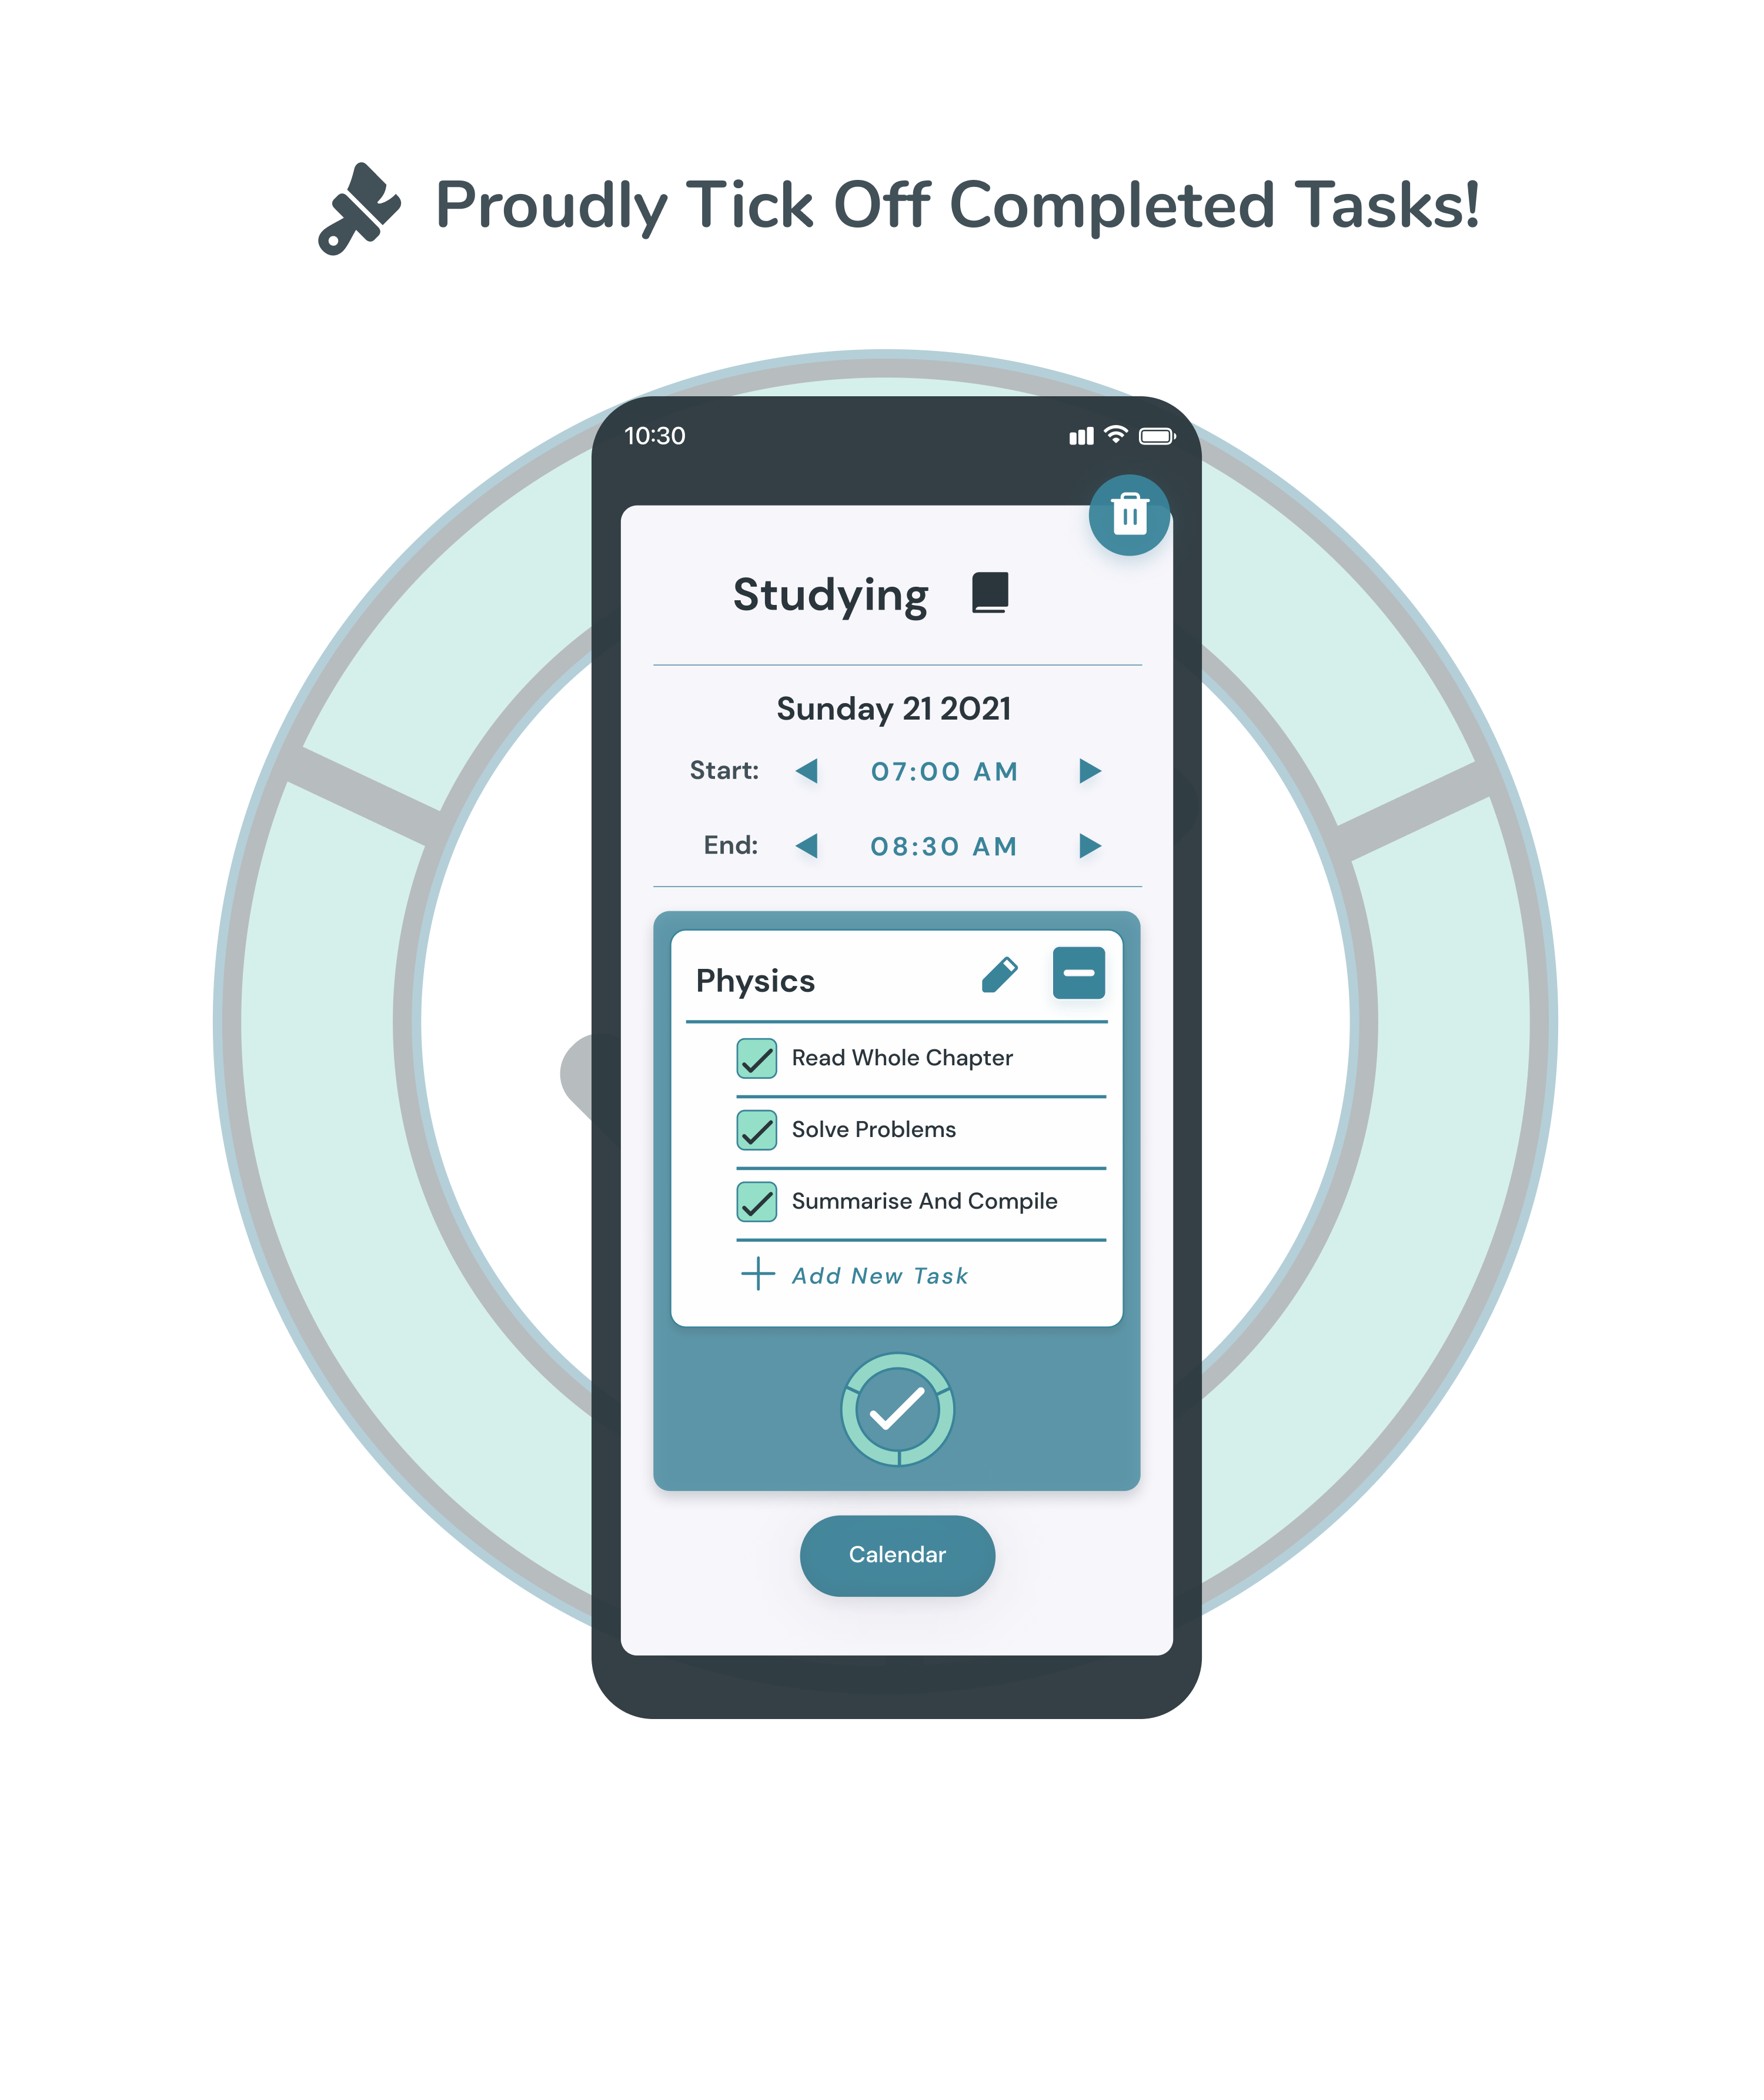 Proudly Tick Off Completed Tasks!
10:30
Studying
Sunday 21 2021
Start: 07:00 AM
End: 08:30 AM
Physics
Read Whole Chapter
Solve Problems
Summarise And Compile
Add New Task
Calendar